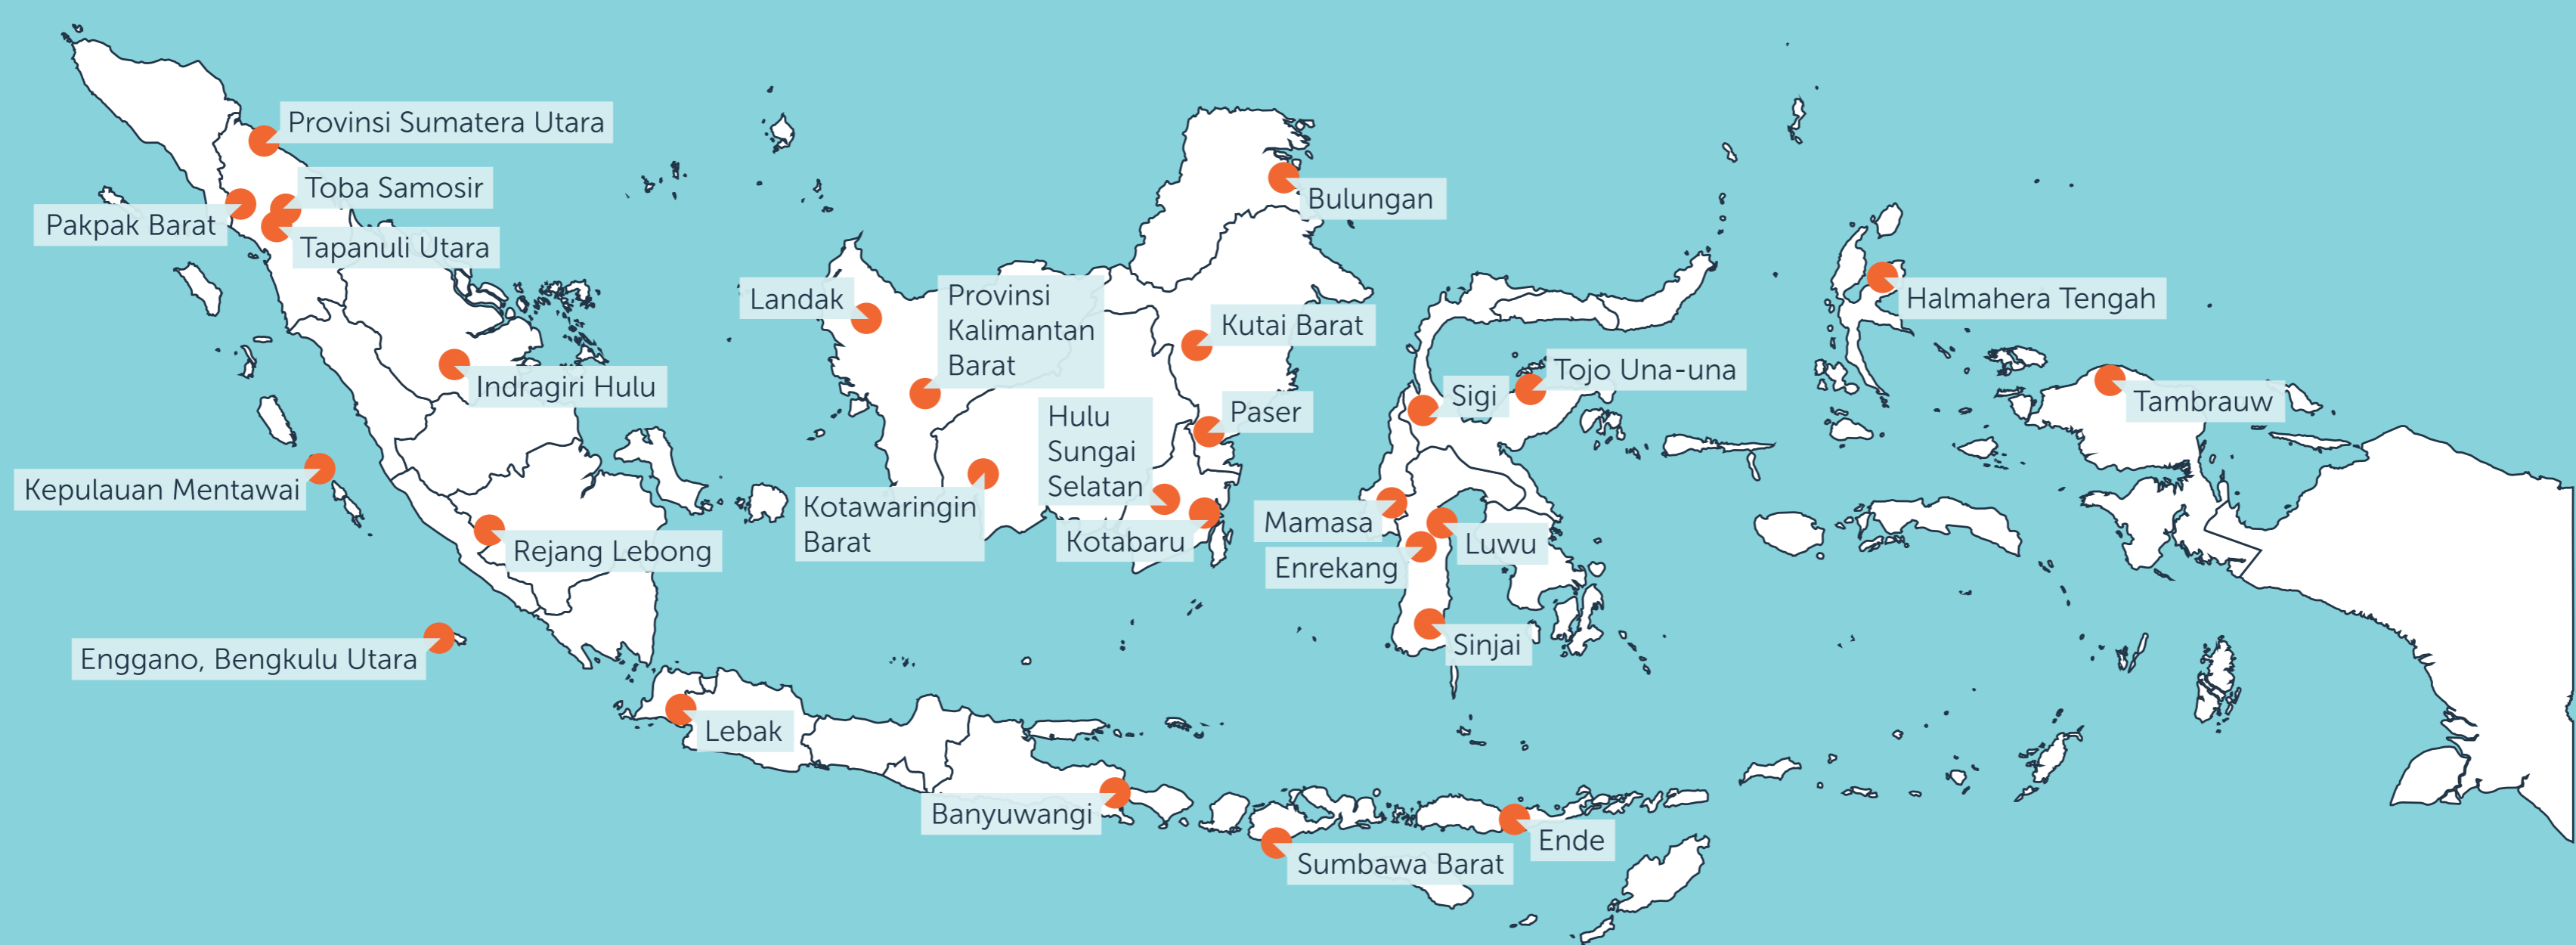 Provinsi Sumatera Utara
Toba Samosir
Pakpak Barat
Tapanuli Utara
Indragiri Hulu
Kepulauan Mentawai
Rejang Lebong
Enggano, Bengkulu Utara
Lebak
Banyuwangi
Landak
Provinsi
Kalimantan
Barat
Bulungan
Kutai Barat
Paser
Hulu
Sungai
Selatan
Kotawaringin
Barat
Kotabaru
Sigi
Tojo Una-una
Mamasa
Luwu
Enrekang
Sinjai
Sumbawa Barat
Ende
Halmahera Tengah
Tambrauw